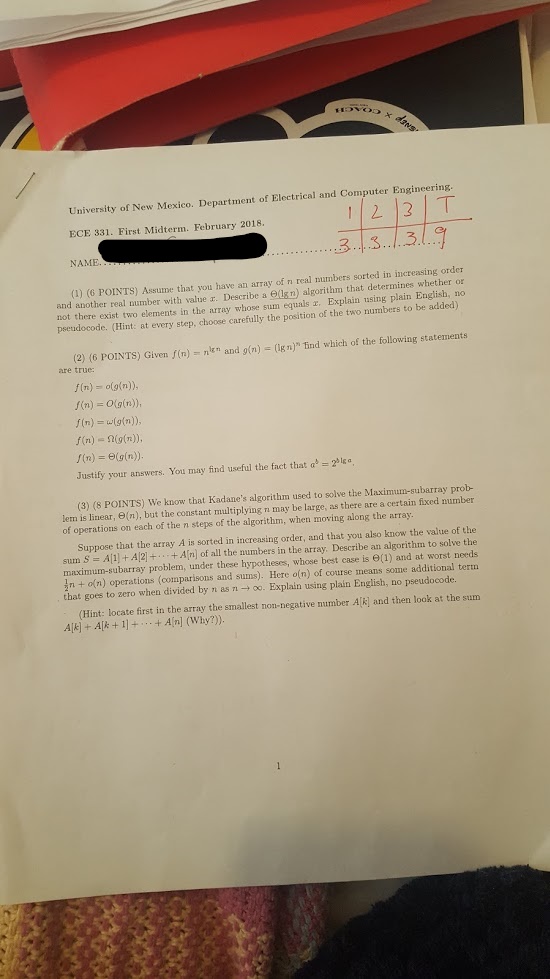 COACH X
University of New Mexico. Department of Electrical and Computer Engineering.
ECE 331. First Midterm. February 2018.
1 2 3 T
3 3 3 9
NAME
(1) (6 POINTS) Assume that you have an array of n real numbers sorted in increasing order
and another real number with value x. Describe a Θ(lg n) algorithm that determines whether or
not there exist two elements in the array whose sum equals x. Explain using plain English, no
pseudocode. (Hint: at every step, choose carefully the position of the two numbers to be added)
(2) (6 POINTS) Given f(n) = n^{lg n} and g(n) = (lg n)^n find which of the following statements
are true:
f(n) = o(g(n)),
f(n) = O(g(n)),
f(n) = ω(g(n)),
f(n) = Ω(g(n)),
f(n) = Θ(g(n)).
Justify your answers. You may find useful the fact that a^b = 2^{b lg a}.
(3) (8 POINTS) We know that Kadane's algorithm used to solve the Maximum-subarray prob-
lem is linear, Θ(n), but the constant multiplying n may be large, as there are a certain fixed number
of operations on each of the n steps of the algorithm, when moving along the array.
Suppose that the array A is sorted in increasing order, and that you also know the value of the
sum S = A[1] + A[2] + ··· + A[n] of all the numbers in the array. Describe an algorithm to solve the
maximum-subarray problem, under these hypotheses, whose best case is Θ(1) and at worst needs
½n + o(n) operations (comparisons and sums). Here o(n) of course means some additional term
that goes to zero when divided by n as n → ∞. Explain using plain English, no pseudocode.
(Hint: locate first in the array the smallest non-negative number A[k] and then look at the sum
A[k] + A[k + 1] + ··· + A[n] (Why?)).
1